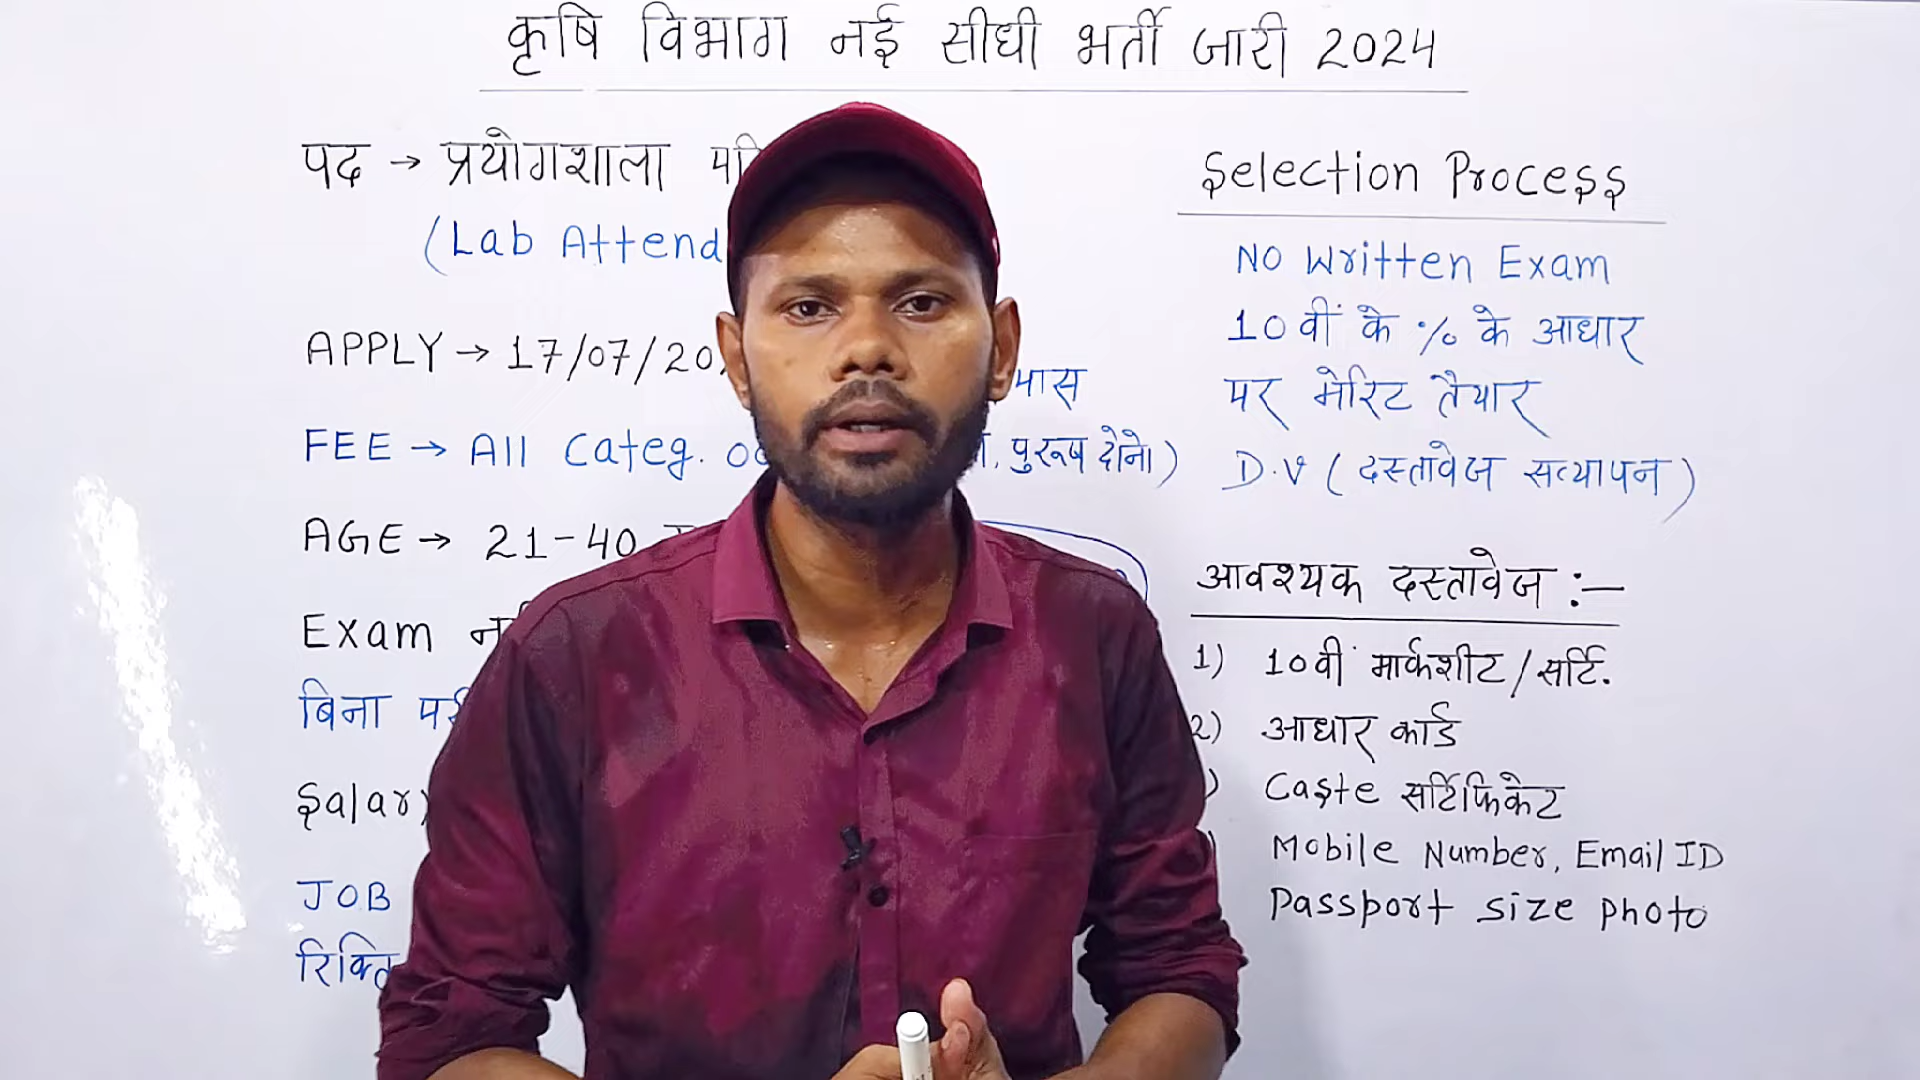 कृषि विभाग नई सीधी भर्ती जारी 2024
पद → प्रयोगशाला
(Lab Attend
APPLY → 17/07/20
पास
FEE → All Categ.
पुरूष दोनो)
AGE → 21-40
Exam
बिना
Salary
JOB
Selection Process
NO Written Exam
10वीं के % के आधार
पर मेरिट तैयार
D.V (दस्तावेज सत्यापन)
आवश्यक दस्तावेज :-
1) 10वी मार्कशीट/सर्टि.
2) आधार कार्ड
) Caste सर्टिफिकेट
Mobile Number, Email ID
Passport size photo